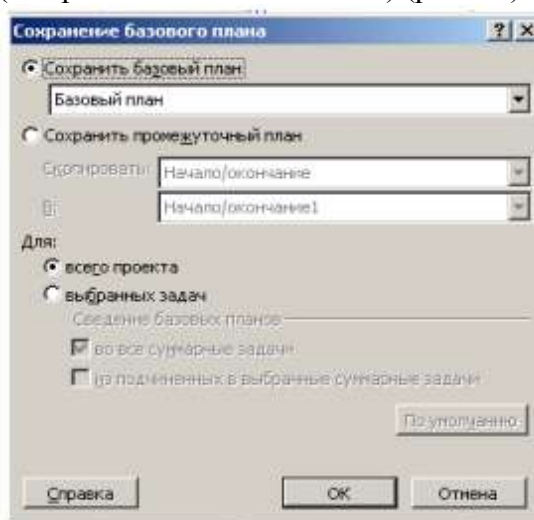 Сохранение базового плана
Сохранить базовый план
Базовый план
Сохранить промежуточный план
Скопировать: Начало/окончание
В: Начало/окончание1
Для:
всего проекта
выбранных задач
Сведение базовых планов
во все суммарные задачи
из подчиненных в выбранные суммарные задачи
По умолчанию
Справка ОК Отмена